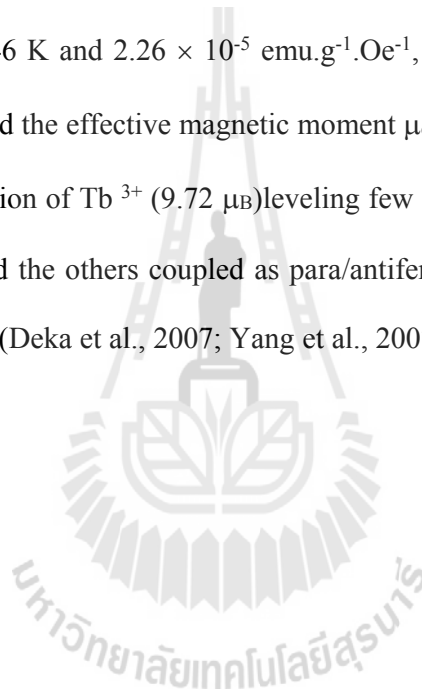 46 K and 2.26 × 10⁻⁵ emu.g⁻¹.Oe⁻¹,
d the effective magnetic moment μ
ion of Tb ³⁺ (9.72 μB)leveling few
d the others coupled as para/antifer
(Deka et al., 2007; Yang et al., 200
มหาวิทยาลัยเทคโนโลยีสุรนารี